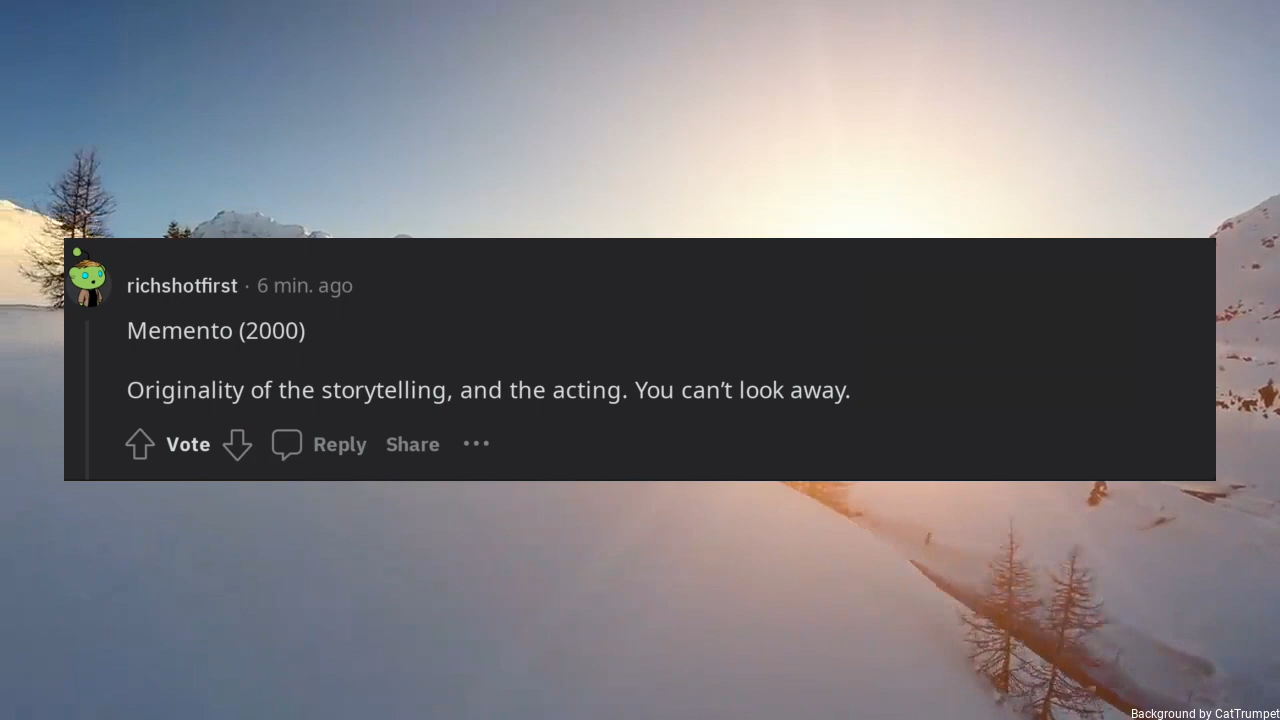 richshotfirst · 6 min. ago
Memento (2000)
Originality of the storytelling, and the acting. You can’t look away.
Vote Reply Share
Background by CatTrumpet